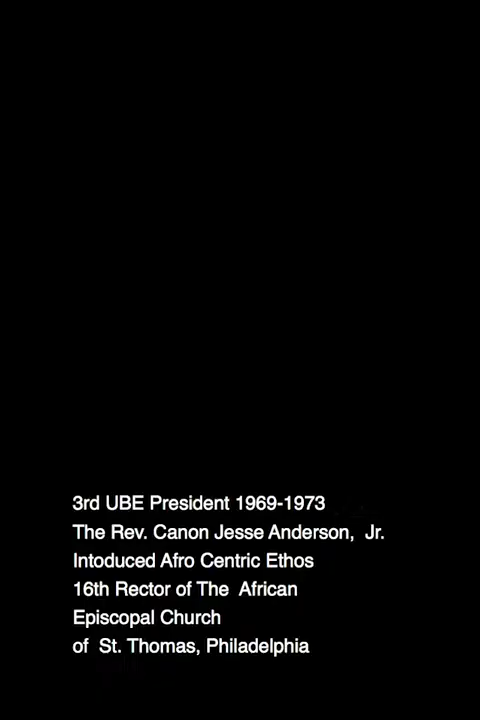 3rd UBE President 1969-1973
The Rev. Canon Jesse Anderson,  Jr.
Intoduced Afro Centric Ethos
16th Rector of The  African
Episcopal Church
of  St. Thomas, Philadelphia